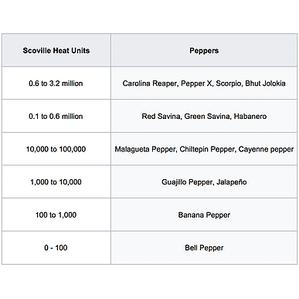 Scoville Heat Units Peppers
0.6 to 3.2 million Carolina Reaper, Pepper X, Scorpio, Bhut Jolokia
0.1 to 0.6 million Red Savina, Green Savina, Habanero
10,000 to 100,000 Malagueta Pepper, Chiltepin Pepper, Cayenne pepper
1,000 to 10,000 Guajillo Pepper, Jalapeño
100 to 1,000 Banana Pepper
0 - 100 Bell Pepper